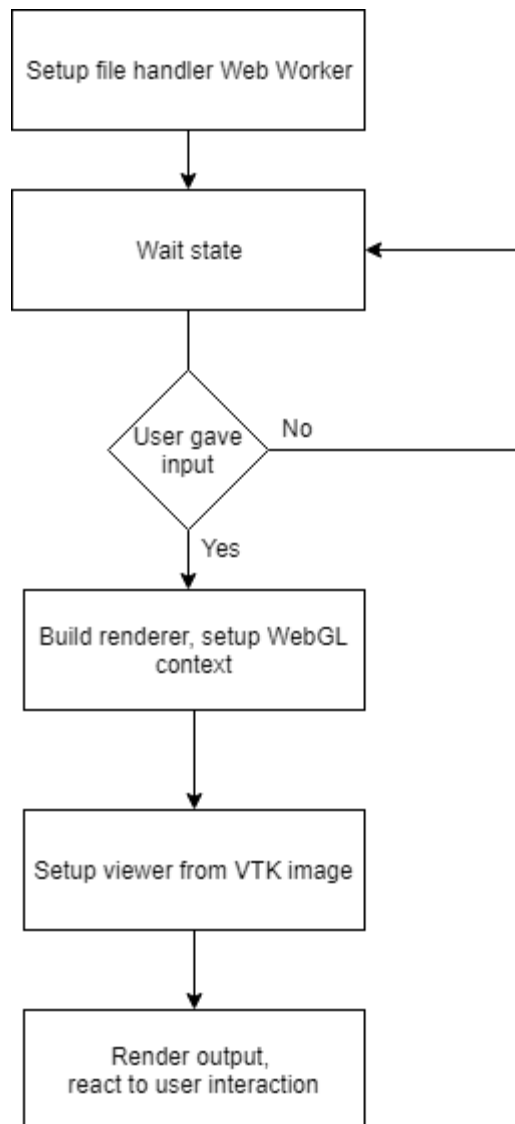 Setup file handler Web Worker
Wait state
User gave
input
No
Yes
Build renderer, setup WebGL
context
Setup viewer from VTK image
Render output,
react to user interaction